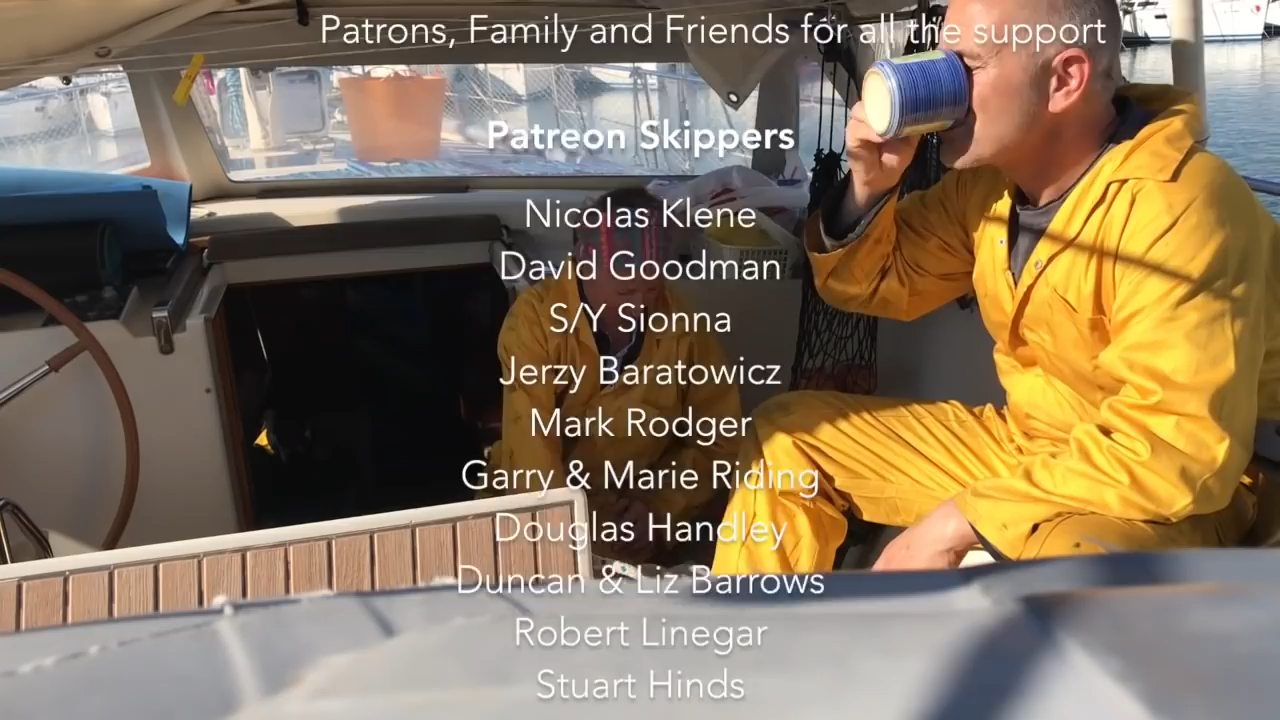 Patrons, Family and Friends for all the support
Patreon Skippers
Nicolas Klene
David Goodman
S/Y Sionna
Jerzy Baratowicz
Mark Rodger
Garry & Marie Riding
Douglas Handley
Duncan & Liz Barrows
Robert Linegar
Stuart Hinds